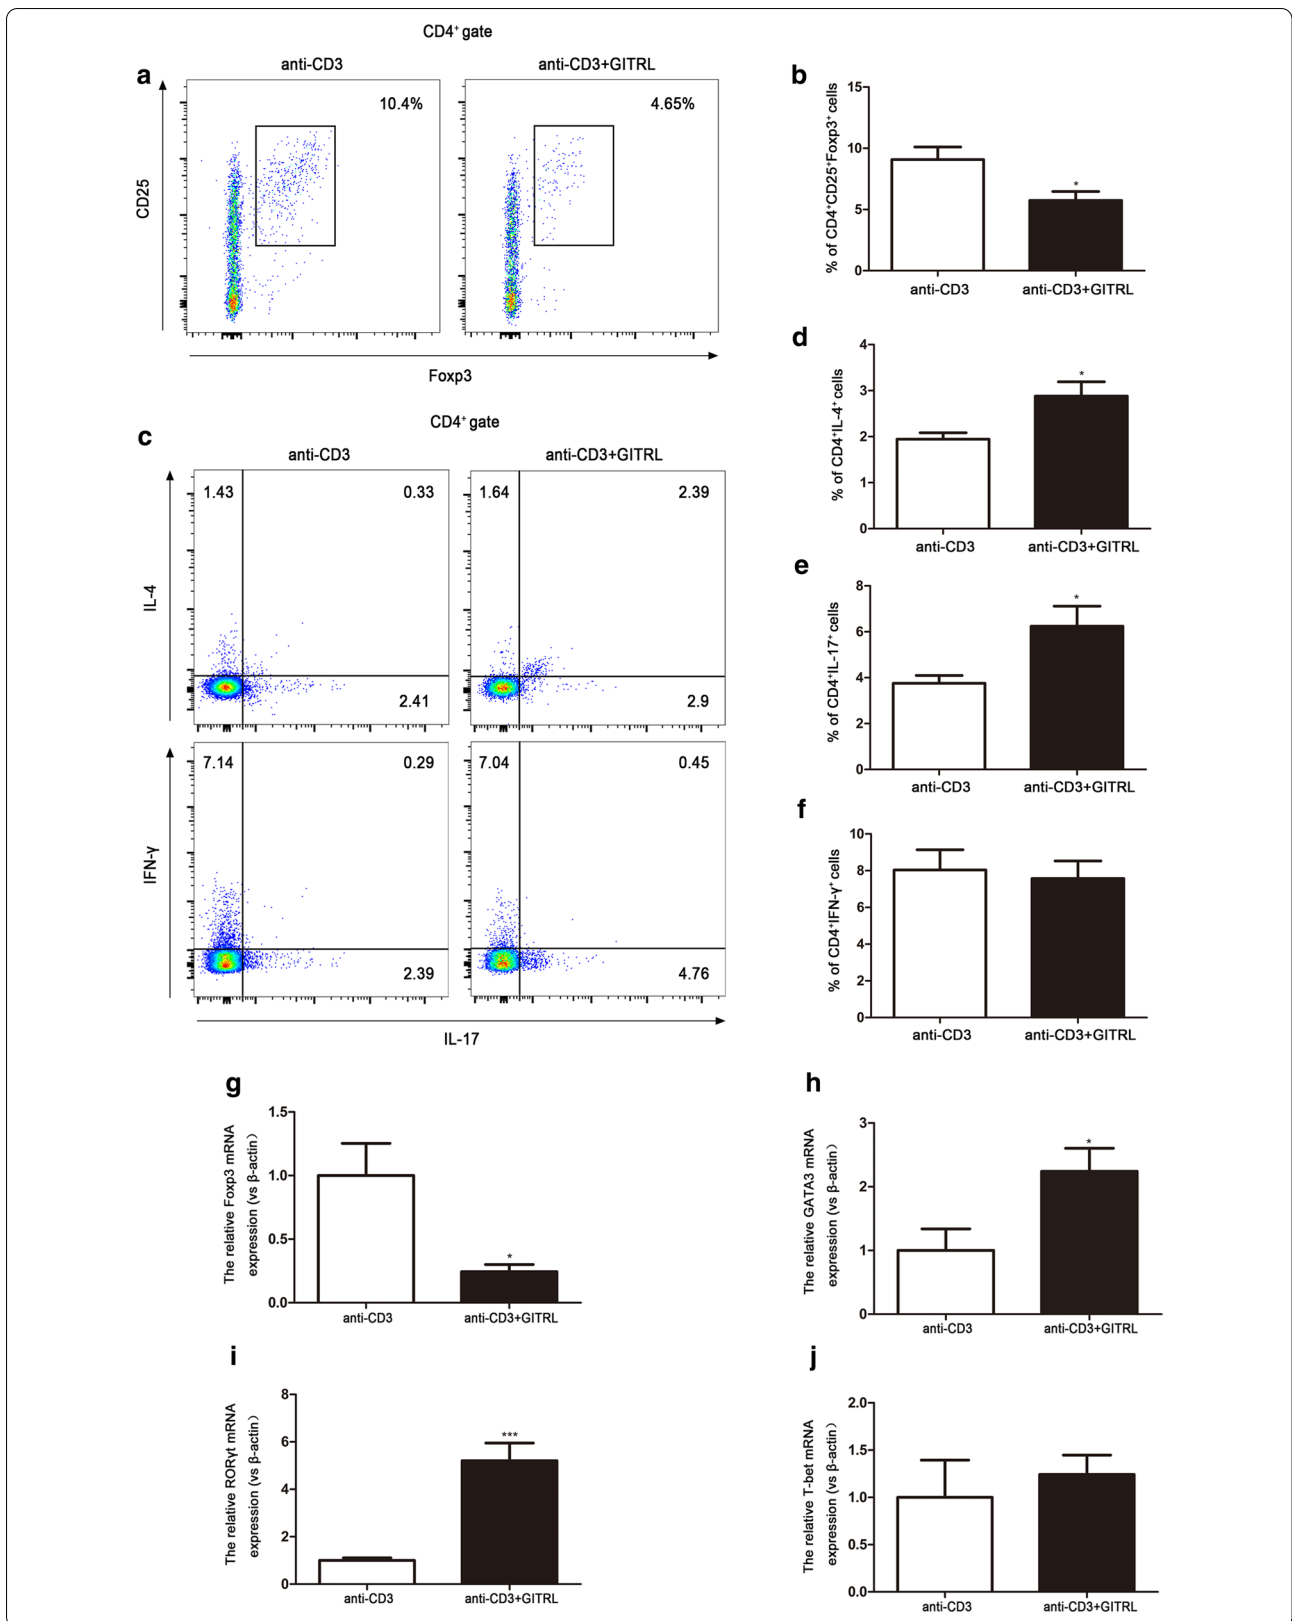 CD4+ gate
a
anti-CD3
anti-CD3+GITRL
10.4%
4.65%
CD25
Foxp3
b
% of CD4+CD25+Foxp3+ cells
15
10
5
0
*
anti-CD3
anti-CD3+GITRL
c
CD4+ gate
anti-CD3
anti-CD3+GITRL
1.43
0.33
1.64
2.39
IL-4
2.41
2.9
7.14
0.29
7.04
0.45
IFN-γ
2.39
4.76
IL-17
d
% of CD4+IL-4+ cells
4
3
2
1
0
*
anti-CD3
anti-CD3+GITRL
e
% of CD4+IL-17+ cells
8
6
4
2
0
*
anti-CD3
anti-CD3+GITRL
f
% of CD4+IFN-γ+ cells
10
8
6
4
2
0
anti-CD3
anti-CD3+GITRL
g
The relative Foxp3 mRNA
expression (vs β-actin)
1.5
1.0
0.5
0.0
*
anti-CD3
anti-CD3+GITRL
h
The relative GATA3 mRNA
expression (vs β-actin)
3
2
1
0
*
anti-CD3
anti-CD3+GITRL
i
The relative RORγt mRNA
expression (vs β-actin)
8
6
4
2
0
***
anti-CD3
anti-CD3+GITRL
j
The relative T-bet mRNA
expression (vs β-actin)
2.0
1.5
1.0
0.5
0.0
anti-CD3
anti-CD3+GITRL